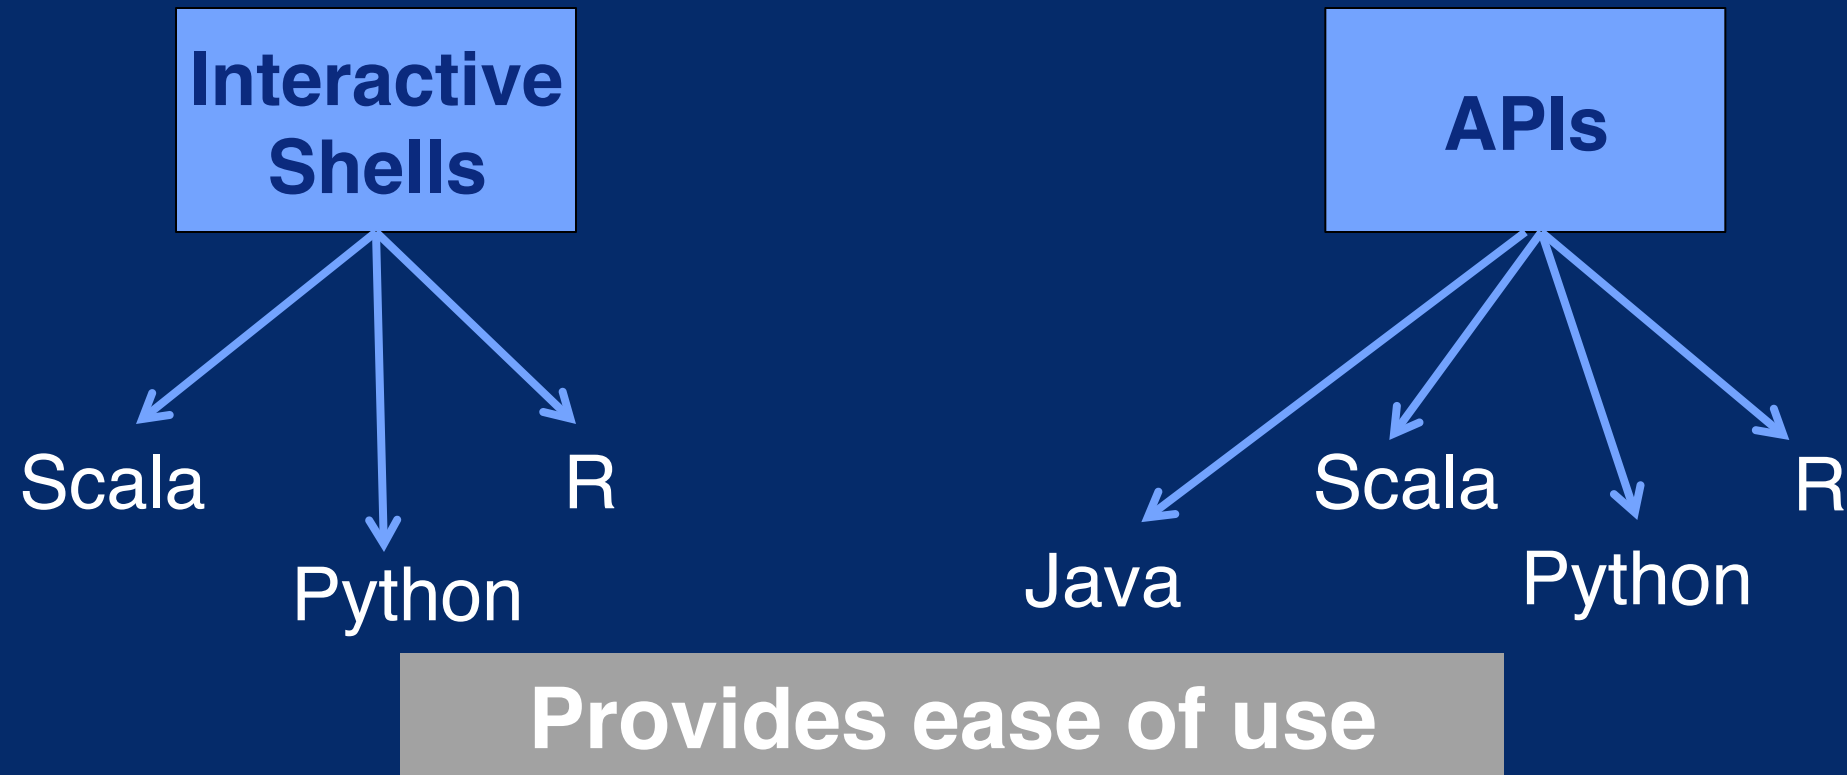 Interactive
Shells
APIs
Scala
Python
R
Java
Scala
Python
R
Provides ease of use